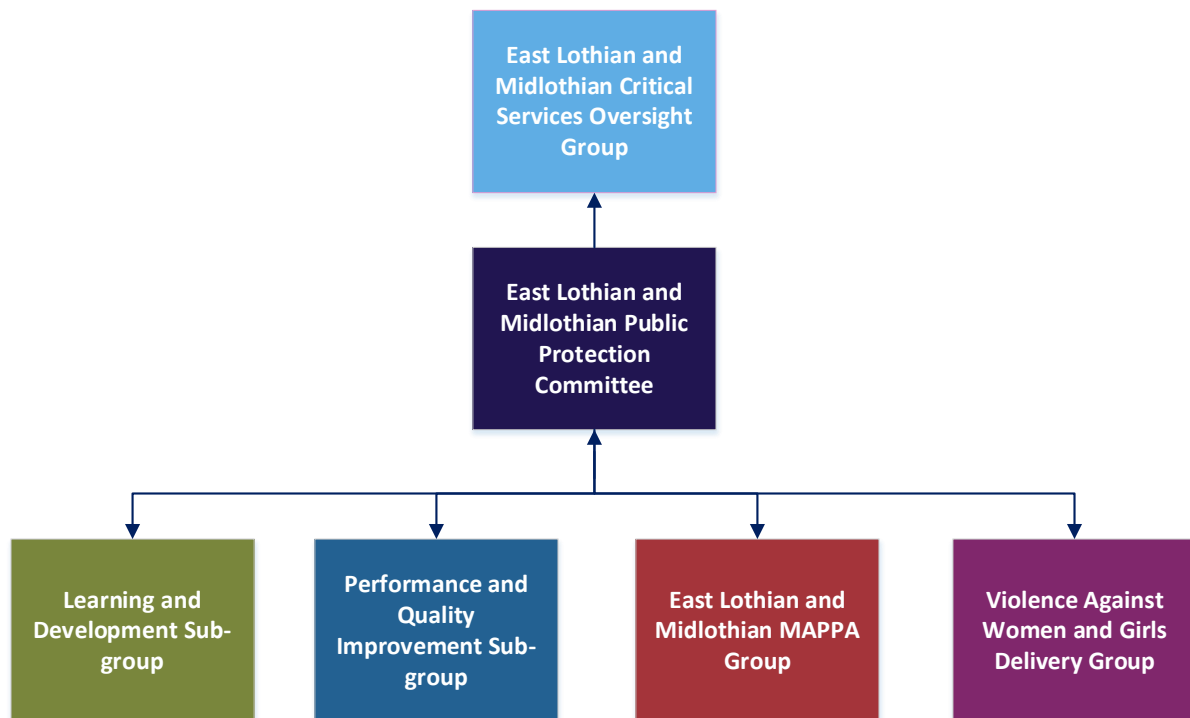 East Lothian and
Midlothian Critical
Services Oversight
Group
East Lothian and
Midlothian Public
Protection
Committee
Learning and
Development Sub-
group
Performance and
Quality
Improvement Sub-
group
East Lothian and
Midlothian MAPPA
Group
Violence Against
Women and Girls
Delivery Group